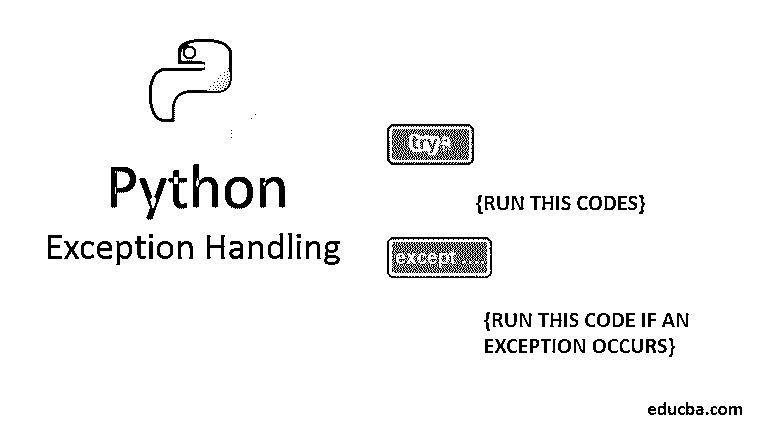 Python
Exception Handling
try:
{RUN THIS CODES}
except ....
{RUN THIS CODE IF AN
EXCEPTION OCCURS}
educba.com